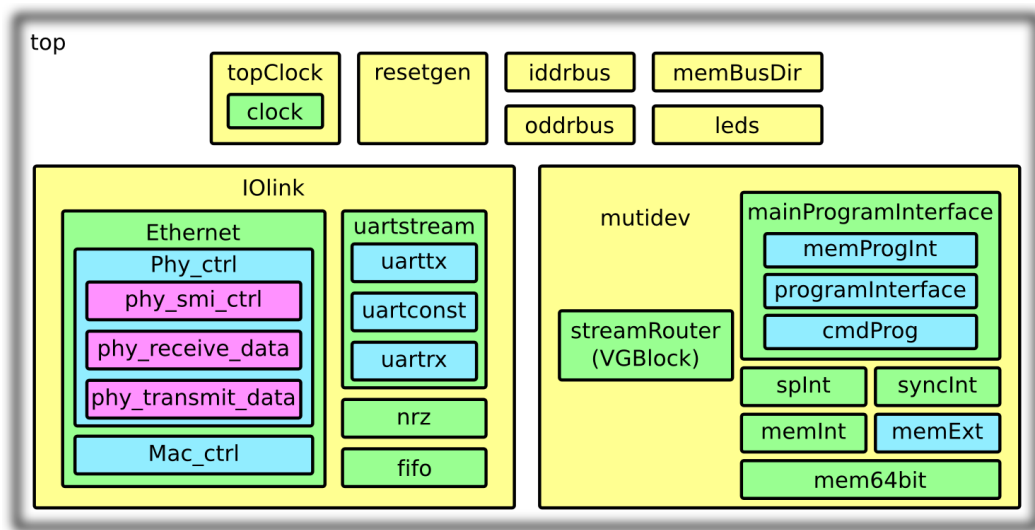 top
topClock
clock
resetgen
iddrbus
oddrbus
memBusDir
leds
IOlink
Ethernet
Phy_ctrl
phy_smi_ctrl
phy_receive_data
phy_transmit_data
Mac_ctrl
uartstream
uarttx
uartconst
uartrx
nrz
fifo
mutidev
streamRouter
(VGBlock)
mainProgramInterface
memProgInt
programInterface
cmdProg
spInt
syncInt
memInt
memExt
mem64bit